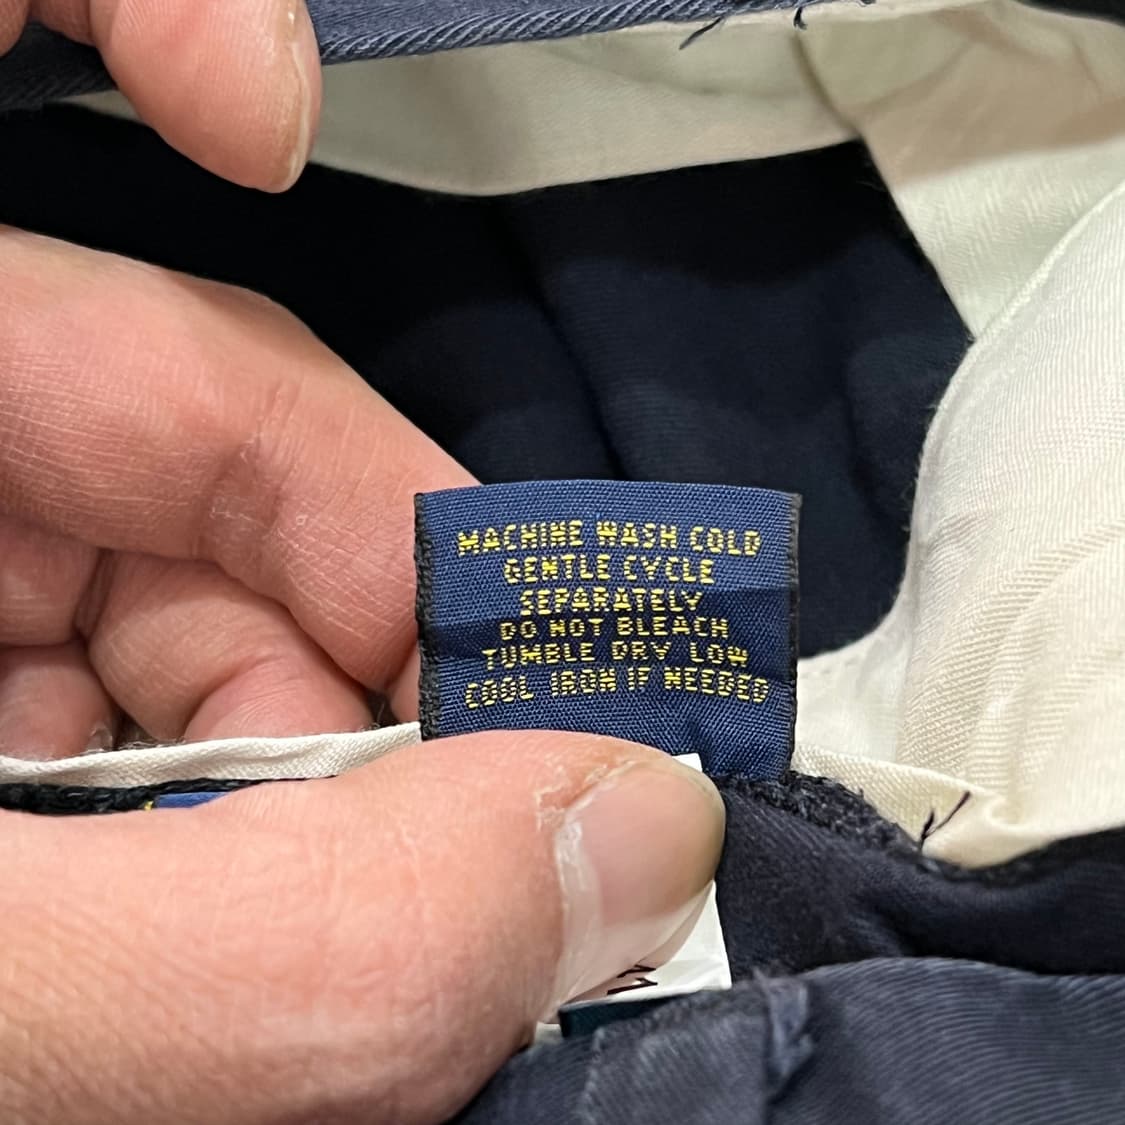 MACHINE WASH COLD
GENTLE CYCLE
SEPARATELY
DO NOT BLEACH
TUMBLE DRY LOW
COOL IRON IF NEEDED